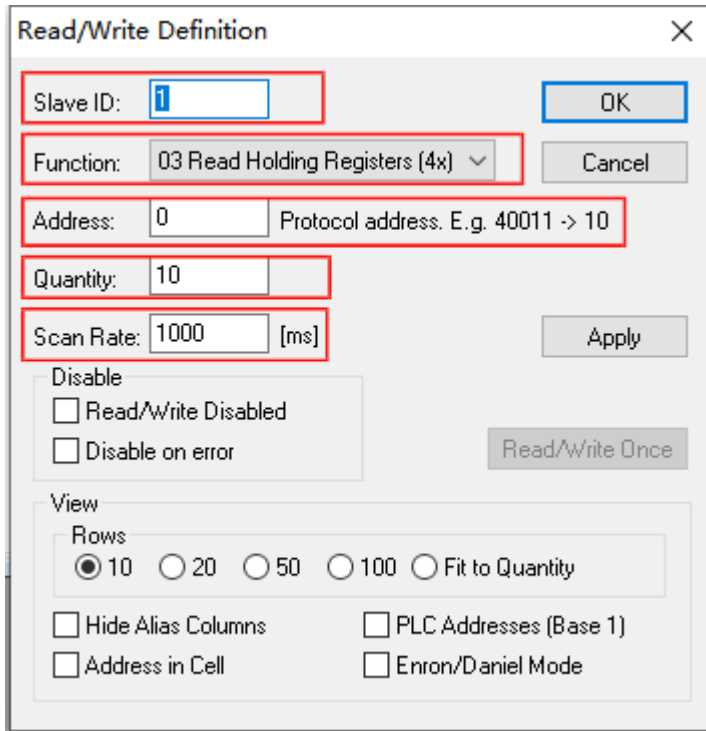 Read/Write Definition
Slave ID: 1
OK
Function: 03 Read Holding Registers (4x)
Cancel
Address: 0 Protocol address. E.g. 40011 -> 10
Quantity: 10
Scan Rate: 1000 [ms]
Apply
Disable
Read/Write Disabled
Disable on error
Read/Write Once
View
Rows
10 20 50 100 Fit to Quantity
Hide Alias Columns PLC Addresses (Base 1)
Address in Cell Enron/Daniel Mode